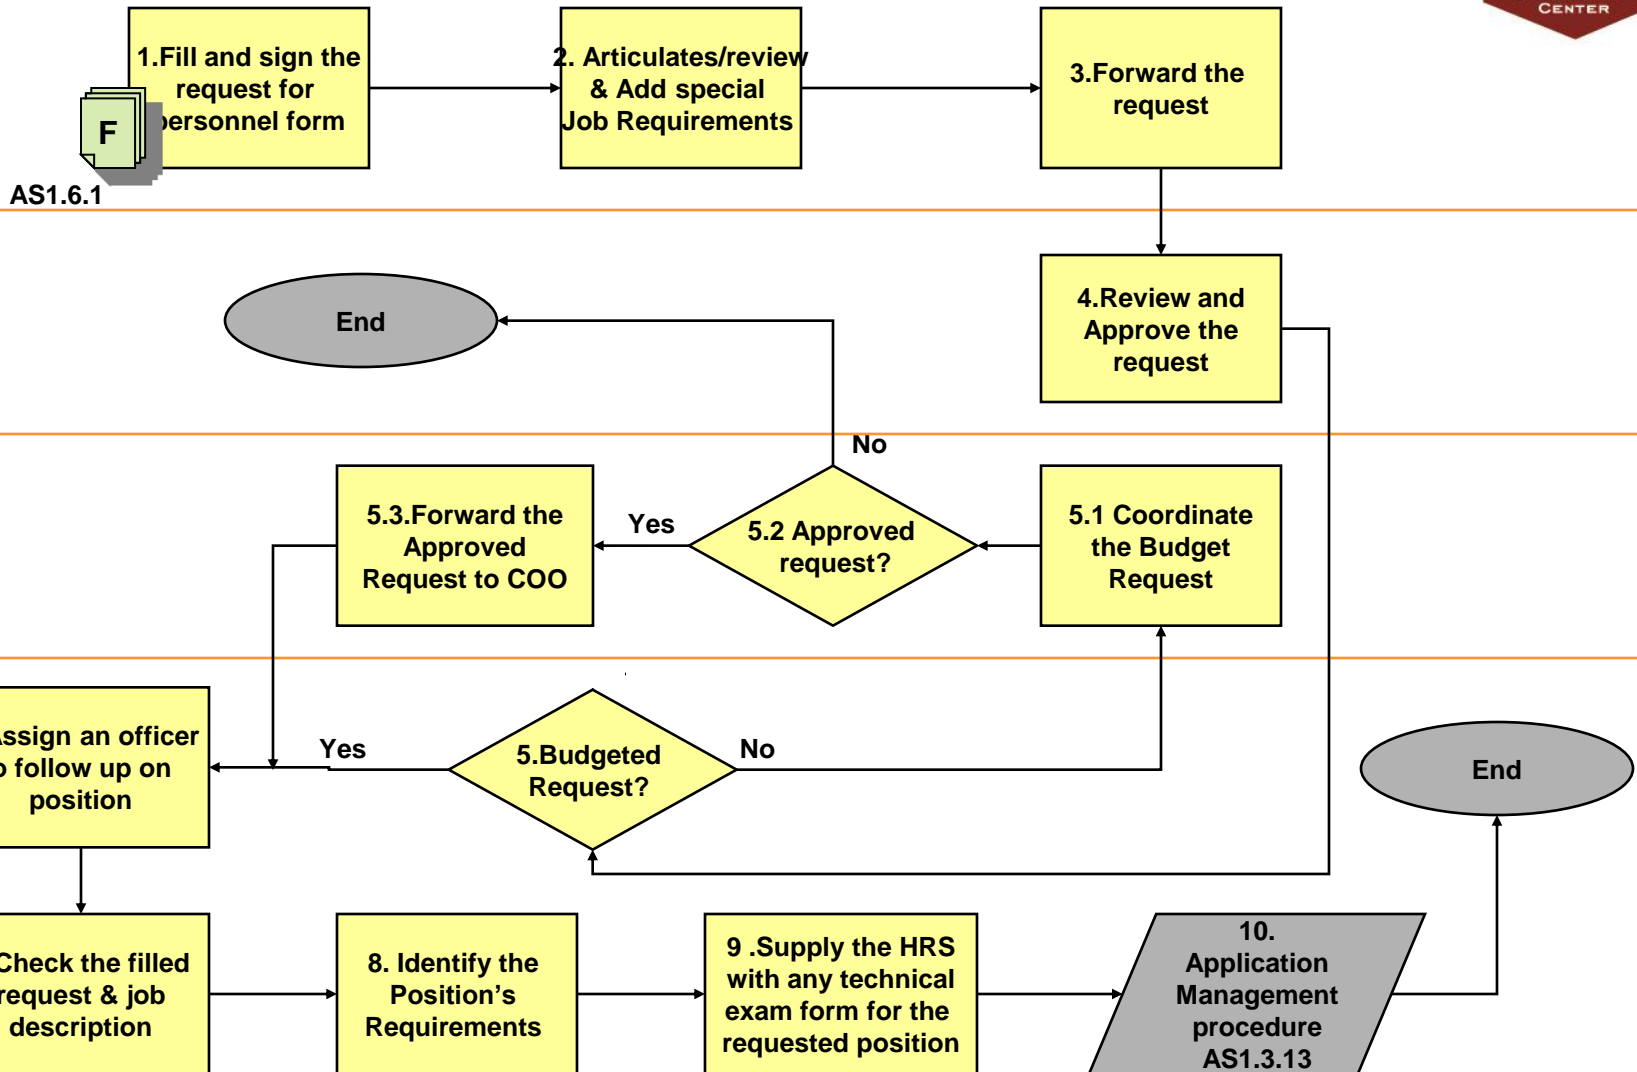 CENTER
1.Fill and sign the
request for
personnel form
F
AS1.6.1
2. Articulates/review
& Add special
Job Requirements
3.Forward the
request
End
4.Review and
Approve the
request
No
5.3.Forward the
Approved
Request to COO
Yes
5.2 Approved
request?
5.1 Coordinate
the Budget
Request
Assign an officer
o follow up on
position
Yes
5.Budgeted
Request?
No
End
Check the filled
request & job
description
8. Identify the
Position’s
Requirements
9 .Supply the HRS
with any technical
exam form for the
requested position
10.
Application
Management
procedure
AS1.3.13